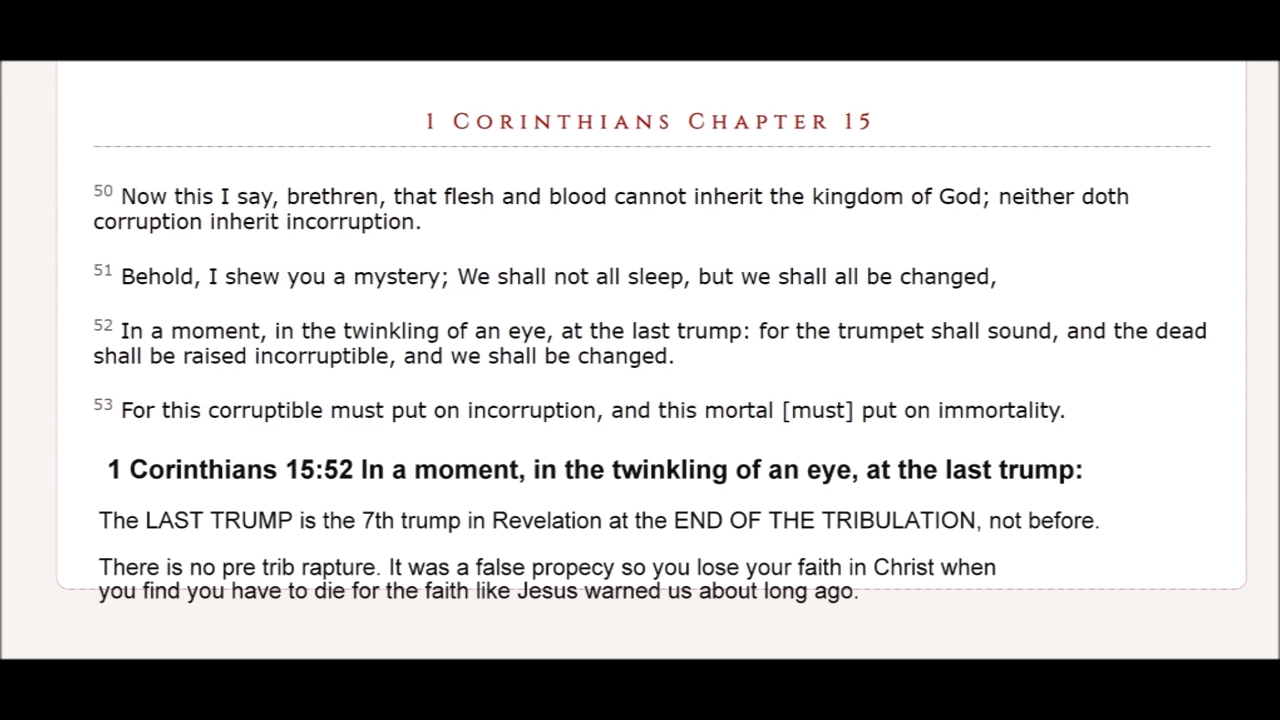 1 Corinthians Chapter 15
50 Now this I say, brethren, that flesh and blood cannot inherit the kingdom of God; neither doth
corruption inherit incorruption.
51 Behold, I shew you a mystery; We shall not all sleep, but we shall all be changed,
52 In a moment, in the twinkling of an eye, at the last trump: for the trumpet shall sound, and the dead
shall be raised incorruptible, and we shall be changed.
53 For this corruptible must put on incorruption, and this mortal [must] put on immortality.
1 Corinthians 15:52 In a moment, in the twinkling of an eye, at the last trump:
The LAST TRUMP is the 7th trump in Revelation at the END OF THE TRIBULATION, not before.
There is no pre trib rapture. It was a false propecy so you lose your faith in Christ when
you find you have to die for the faith like Jesus warned us about long ago.